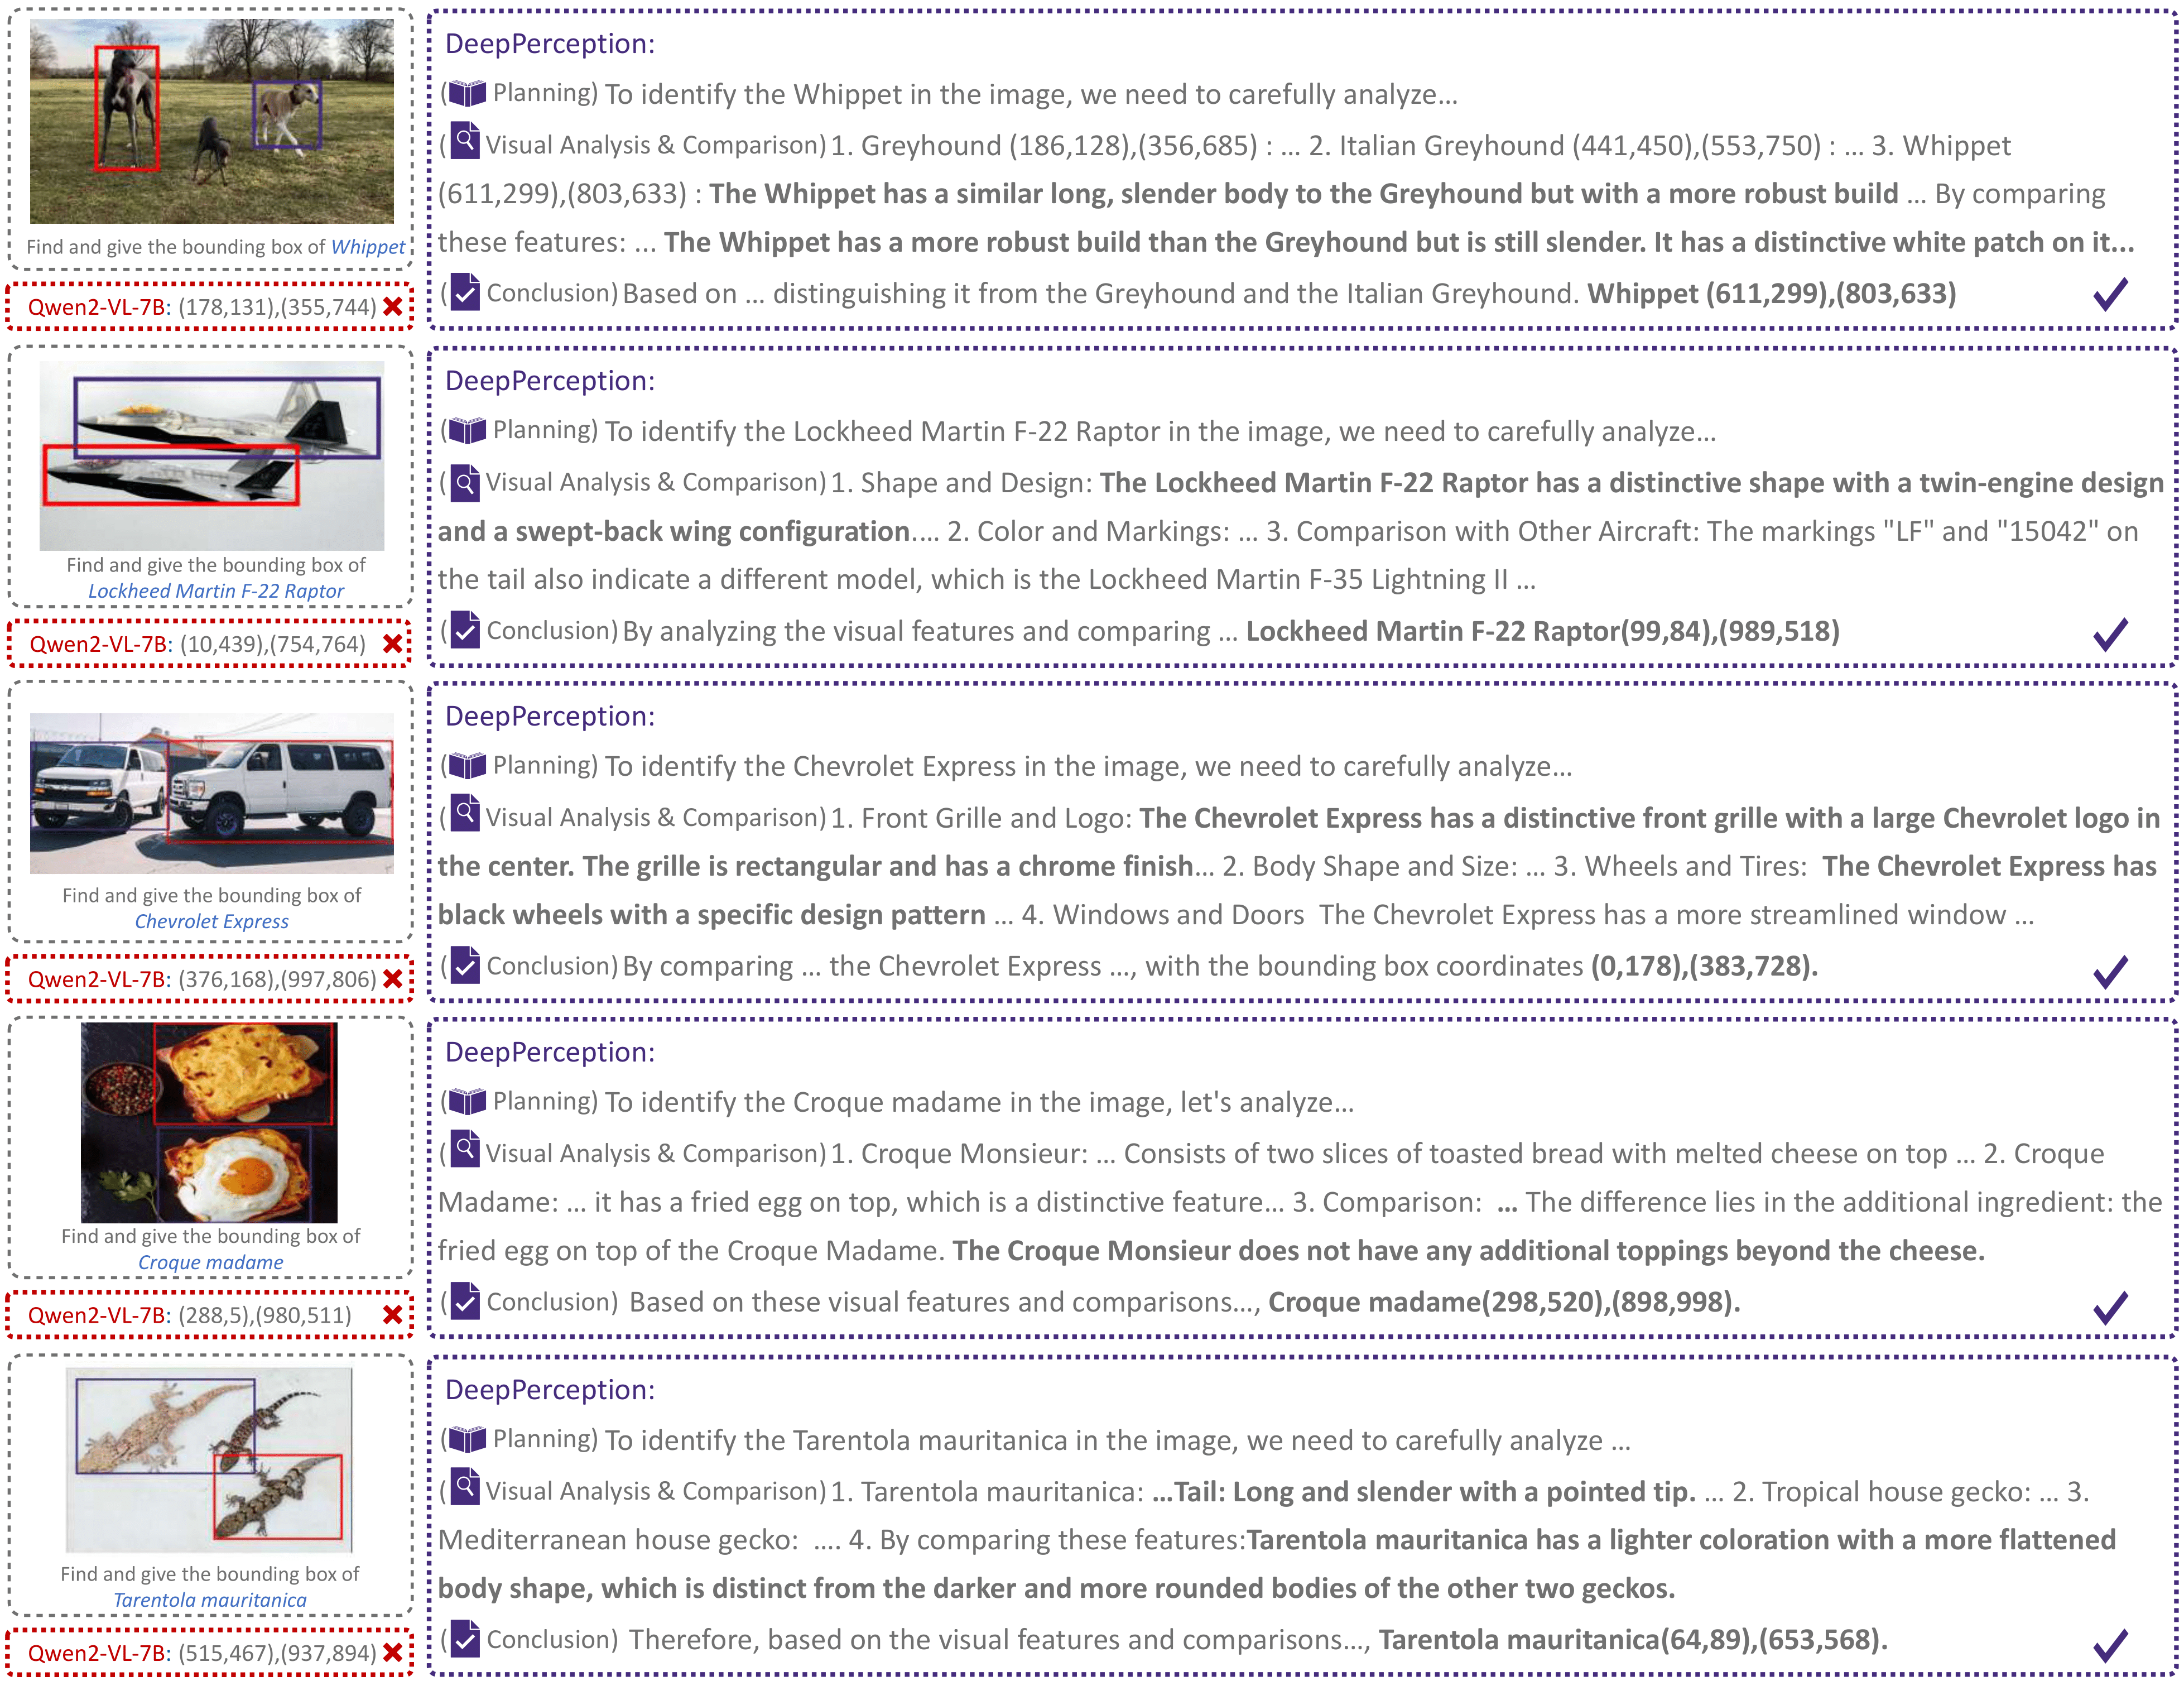 Find and give the bounding box of Whippet
Qwen2-VL-7B: (178,131),(355,744)
DeepPerception:
(Planning) To identify the Whippet in the image, we need to carefully analyze...
(Visual Analysis & Comparison) 1. Greyhound (186,128),(356,685) : ... 2. Italian Greyhound (441,450),(553,750) : ... 3. Whippet
(611,299),(803,633) : The Whippet has a similar long, slender body to the Greyhound but with a more robust build ... By comparing
these features: ... The Whippet has a more robust build than the Greyhound but is still slender. It has a distinctive white patch on it...
(Conclusion) Based on ... distinguishing it from the Greyhound and the Italian Greyhound. Whippet (611,299),(803,633)
Find and give the bounding box of
Lockheed Martin F-22 Raptor
Qwen2-VL-7B: (10,439),(754,764)
DeepPerception:
(Planning) To identify the Lockheed Martin F-22 Raptor in the image, we need to carefully analyze...
(Visual Analysis & Comparison) 1. Shape and Design: The Lockheed Martin F-22 Raptor has a distinctive shape with a twin-engine design
and a swept-back wing configuration.... 2. Color and Markings: ... 3. Comparison with Other Aircraft: The markings "LF" and "15042" on
the tail also indicate a different model, which is the Lockheed Martin F-35 Lightning II ...
(Conclusion) By analyzing the visual features and comparing ... Lockheed Martin F-22 Raptor(99,84),(989,518)
Find and give the bounding box of
Chevrolet Express
Qwen2-VL-7B: (376,168),(997,806)
DeepPerception:
(Planning) To identify the Chevrolet Express in the image, we need to carefully analyze...
(Visual Analysis & Comparison) 1. Front Grille and Logo: The Chevrolet Express has a distinctive front grille with a large Chevrolet logo in
the center. The grille is rectangular and has a chrome finish... 2. Body Shape and Size: ... 3. Wheels and Tires: The Chevrolet Express has
black wheels with a specific design pattern ... 4. Windows and Doors The Chevrolet Express has a more streamlined window ...
(Conclusion) By comparing ... the Chevrolet Express ..., with the bounding box coordinates (0,178),(383,728).
Find and give the bounding box of
Croque madame
Qwen2-VL-7B: (288,5),(980,511)
DeepPerception:
(Planning) To identify the Croque madame in the image, let's analyze...
(Visual Analysis & Comparison) 1. Croque Monsieur: ... Consists of two slices of toasted bread with melted cheese on top ... 2. Croque
Madame: ... it has a fried egg on top, which is a distinctive feature... 3. Comparison: ... The difference lies in the additional ingredient: the
fried egg on top of the Croque Madame. The Croque Monsieur does not have any additional toppings beyond the cheese.
(Conclusion) Based on these visual features and comparisons..., Croque madame(298,520),(898,998).
Find and give the bounding box of
Tarentola mauritanica
Qwen2-VL-7B: (515,467),(937,894)
DeepPerception:
(Planning) To identify the Tarentola mauritanica in the image, we need to carefully analyze ...
(Visual Analysis & Comparison) 1. Tarentola mauritanica: ...Tail: Long and slender with a pointed tip. ... 2. Tropical house gecko: ... 3.
Mediterranean house gecko: .... 4. By comparing these features:Tarentola mauritanica has a lighter coloration with a more flattened
body shape, which is distinct from the darker and more rounded bodies of the other two geckos.
(Conclusion) Therefore, based on the visual features and comparisons..., Tarentola mauritanica(64,89),(653,568).